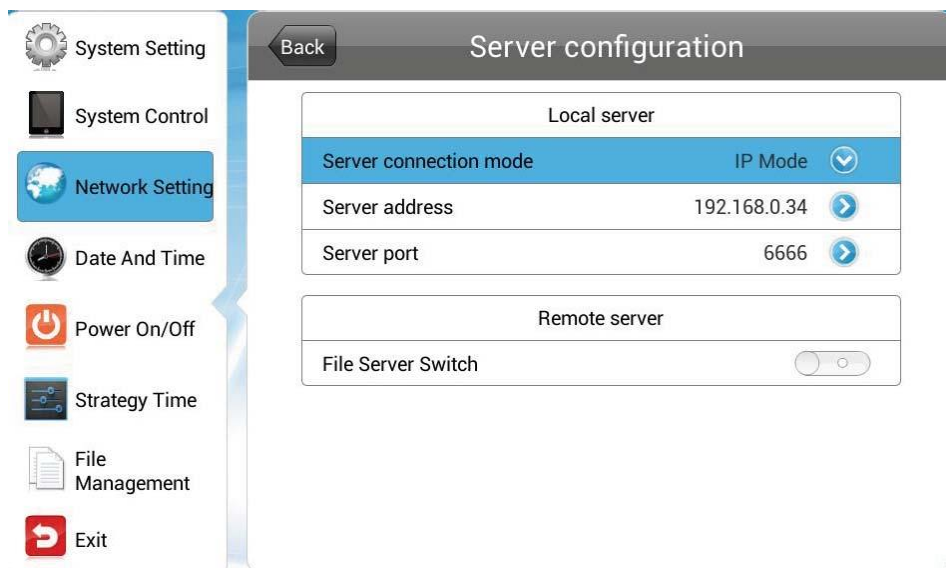 System Setting
System Control
Network Setting
Date And Time
Power On/Off
Strategy Time
File
Management
Exit
Back
Server configuration
Local server
Server connection mode IP Mode
Server address 192.168.0.34
Server port 6666
Remote server
File Server Switch